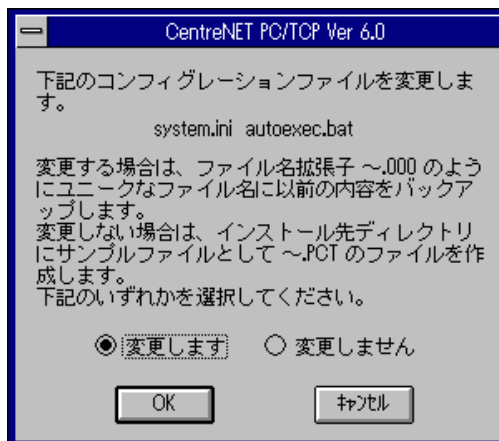 CentreNET PC/TCP Ver 6.0
下記のコンフィグレーションファイルを変更しま
す。
system.ini autoexec.bat
変更する場合は、ファイル名拡張子 ～.000 のよう
にユニークなファイル名に以前の内容をバックア
ップします。
変更しない場合は、インストール先ディレクトリ
にサンプルファイルとして ～.PCT のファイルを作
成します。
下記のいずれかを選択してください。
変更します 変更しません
OK ｷｬﾝｾﾙ